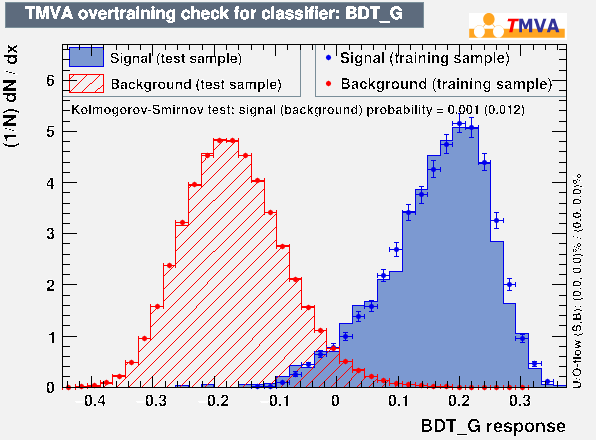 TMVA overtraining check for classifier: BDT_G
TMVA
Signal (test sample)
Background (test sample)
Signal (training sample)
Background (training sample)
Kolmogorov-Smirnov test: signal (background) probability = 0.001 (0.012)
(1/N) dN / dx
6
5
4
3
2
1
0
-0.4 -0.3 -0.2 -0.1 0 0.1 0.2 0.3
BDT_G response
U/O-flow (S,B): (0.0, 0.0)% / (0.0, 0.0)%